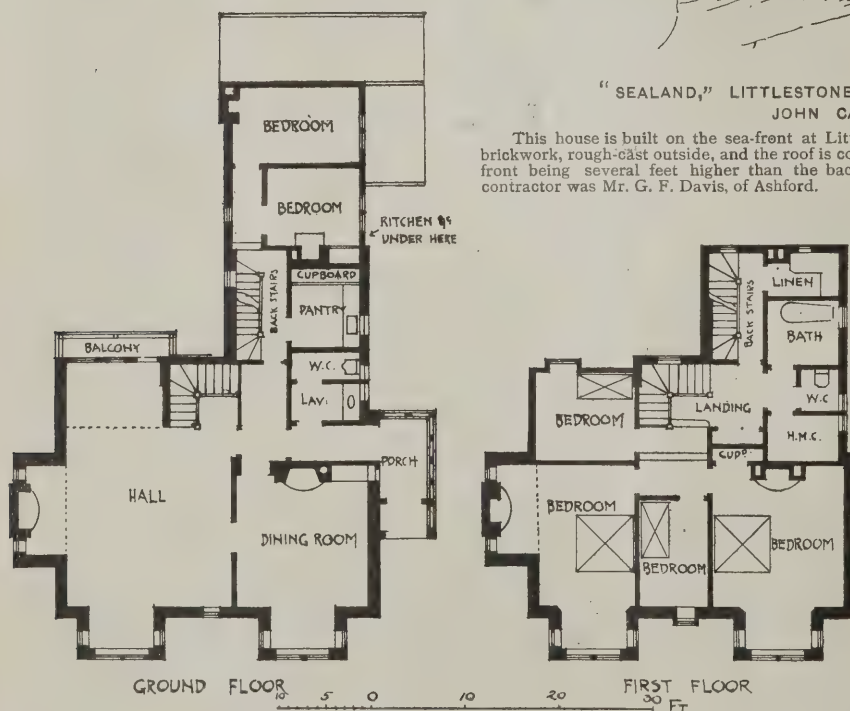 "SEALAND," LITTLESTONE
JOHN CA
This house is built on the sea-front at Lit
brickwork, rough-cast outside, and the roof is co
front being several feet higher than the bac
contractor was Mr. G. F. Davis, of Ashford.
BEDROOM
BEDROOM
KITCHEN &c
UNDER HERE
CUPBOARD
BACK STAIRS
PANTRY
BALCONY
W.C.
LAV:
PORCH
HALL
DINING ROOM
GROUND FLOOR
BACK STAIRS
LINEN
BATH
BEDROOM
LANDING
W.C
H.M.C.
CUPD
BEDROOM
BEDROOM
BEDROOM
FIRST FLOOR
10 5 0 10 20 30 FT